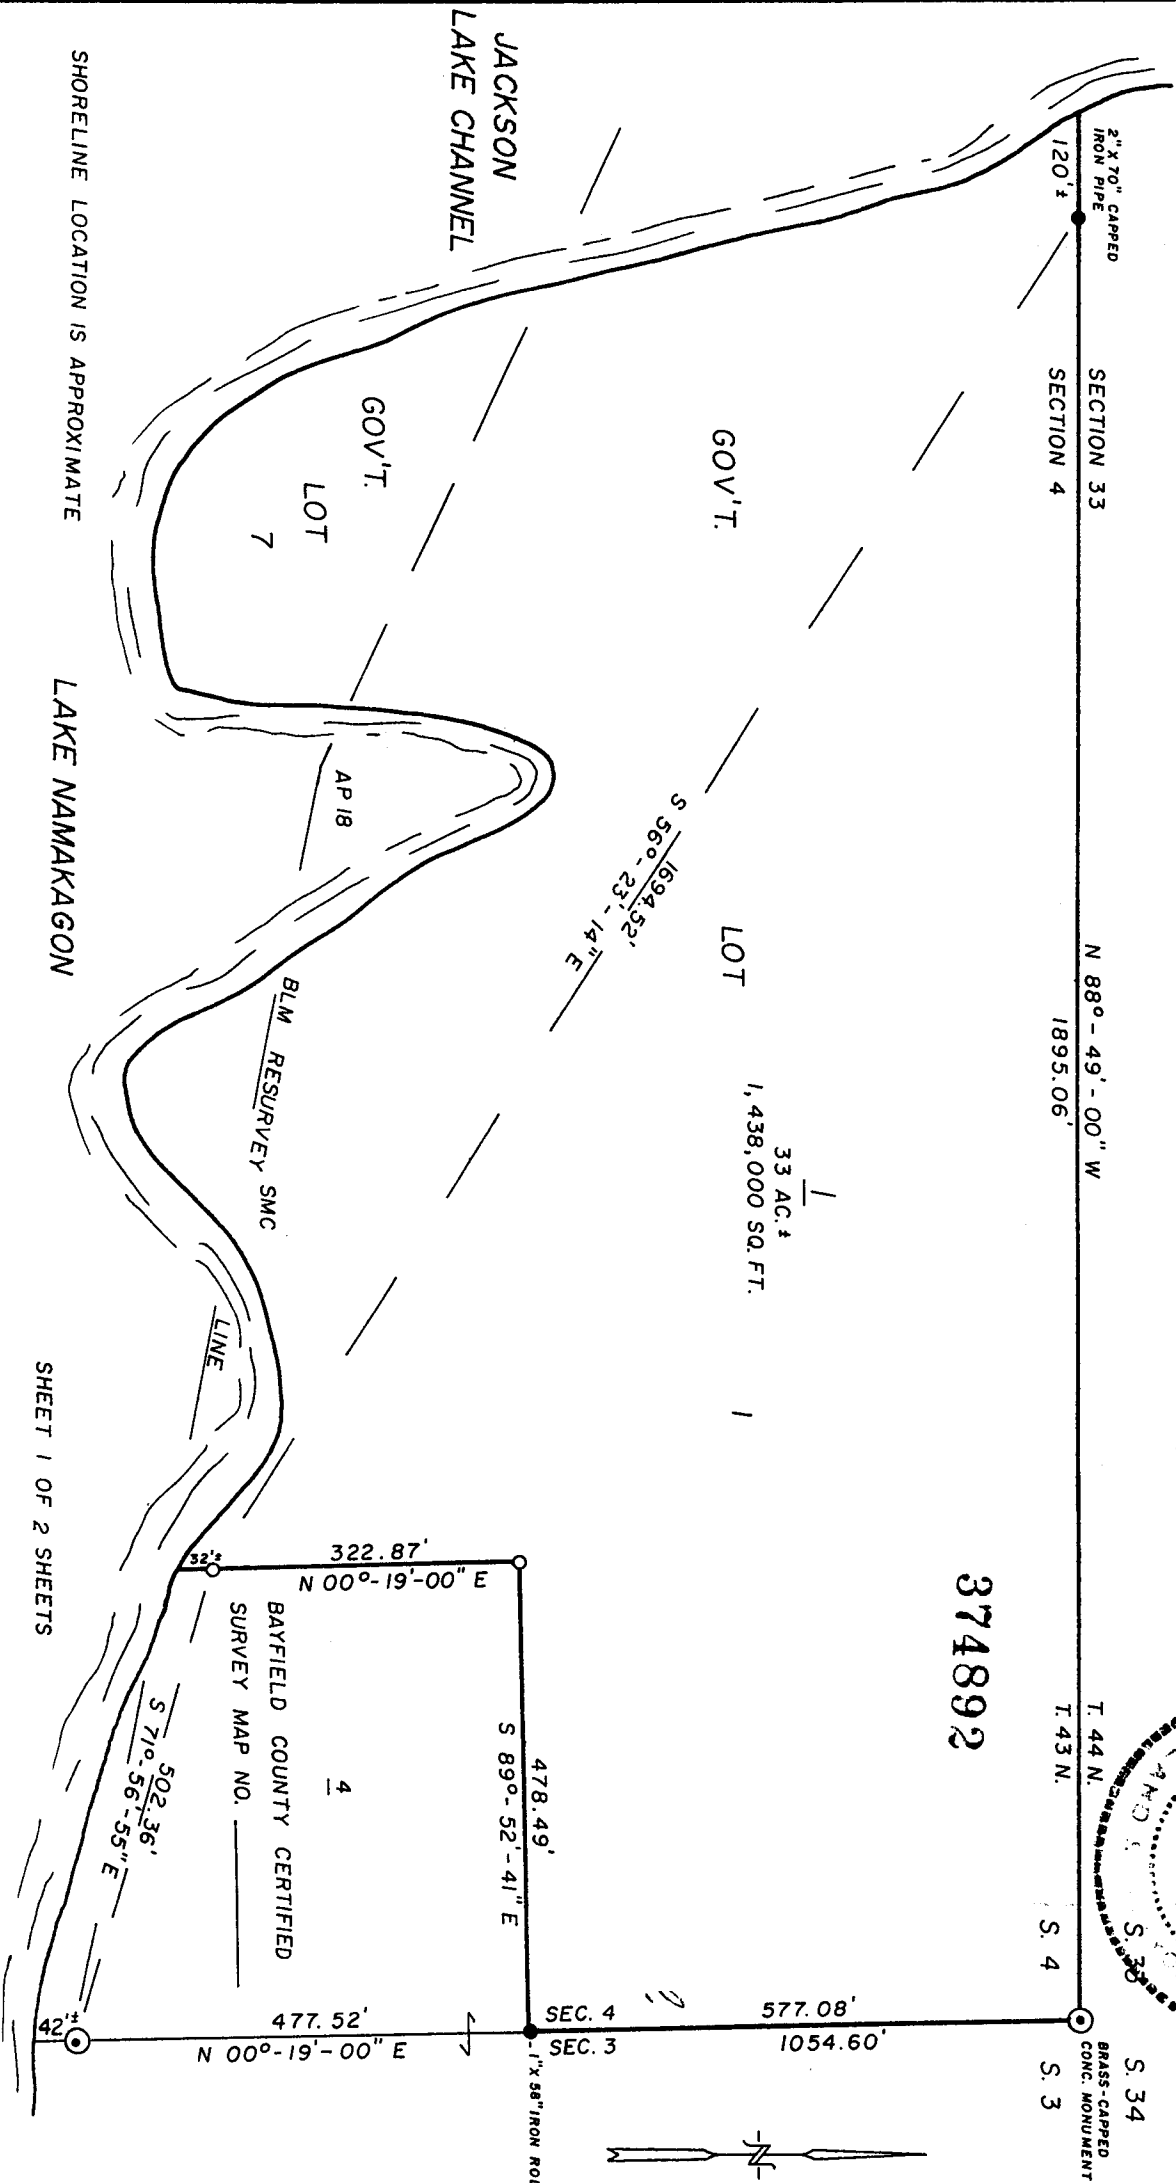 2" X 70" CAPPED
IRON PIPE
120'±
SECTION 33
SECTION 4
N 88°-49'-00" W
1895.06'
T. 44 N.
T. 43 N.
S. 34
S. 4
S. 3
BRASS-CAPPED
CONC. MONUMENT
374892
JACKSON
LAKE CHANNEL
GOV'T.
LOT
1
1
33 AC.±
1,438,000 SQ. FT.
1694.52'
S 56°-23'-14" E
GOV'T.
LOT
7
AP 18
BLM RESURVEY SMC
LINE
322.87'
N 00°-19'-00" E
32'±
478.49'
S 89°-52'-41" E
577.08'
1054.60'
SEC. 4
SEC. 3
1" X 58" IRON
4
BAYFIELD COUNTY CERTIFIED
SURVEY MAP NO.
502.36'
S 71°-56'-55" E
477.52'
N 00°-19'-00" E
42'±
N
SHORELINE LOCATION IS APPROXIMATE
LAKE NAMAKAGON
SHEET 1 OF 2 SHEETS